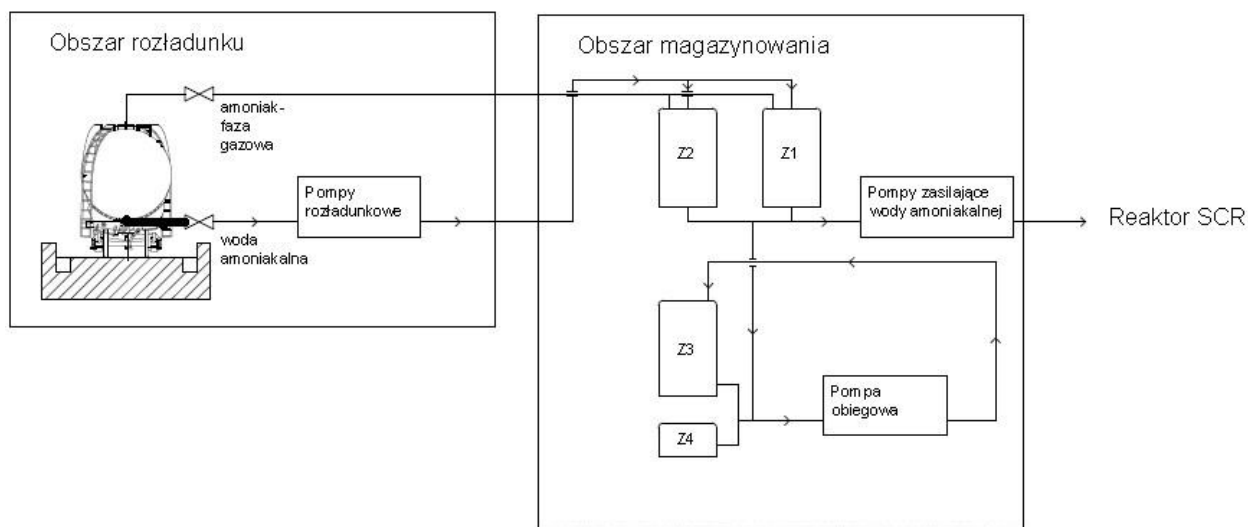 Obszar rozładunku
amoniak-
faza
gazowa
Pompy
rozładunkowe
woda
amoniakalna
Obszar magazynowania
Z2
Z1
Pompy zasilające
wody amoniakalnej
Reaktor SCR
Z3
Pompa
obiegowa
Z4